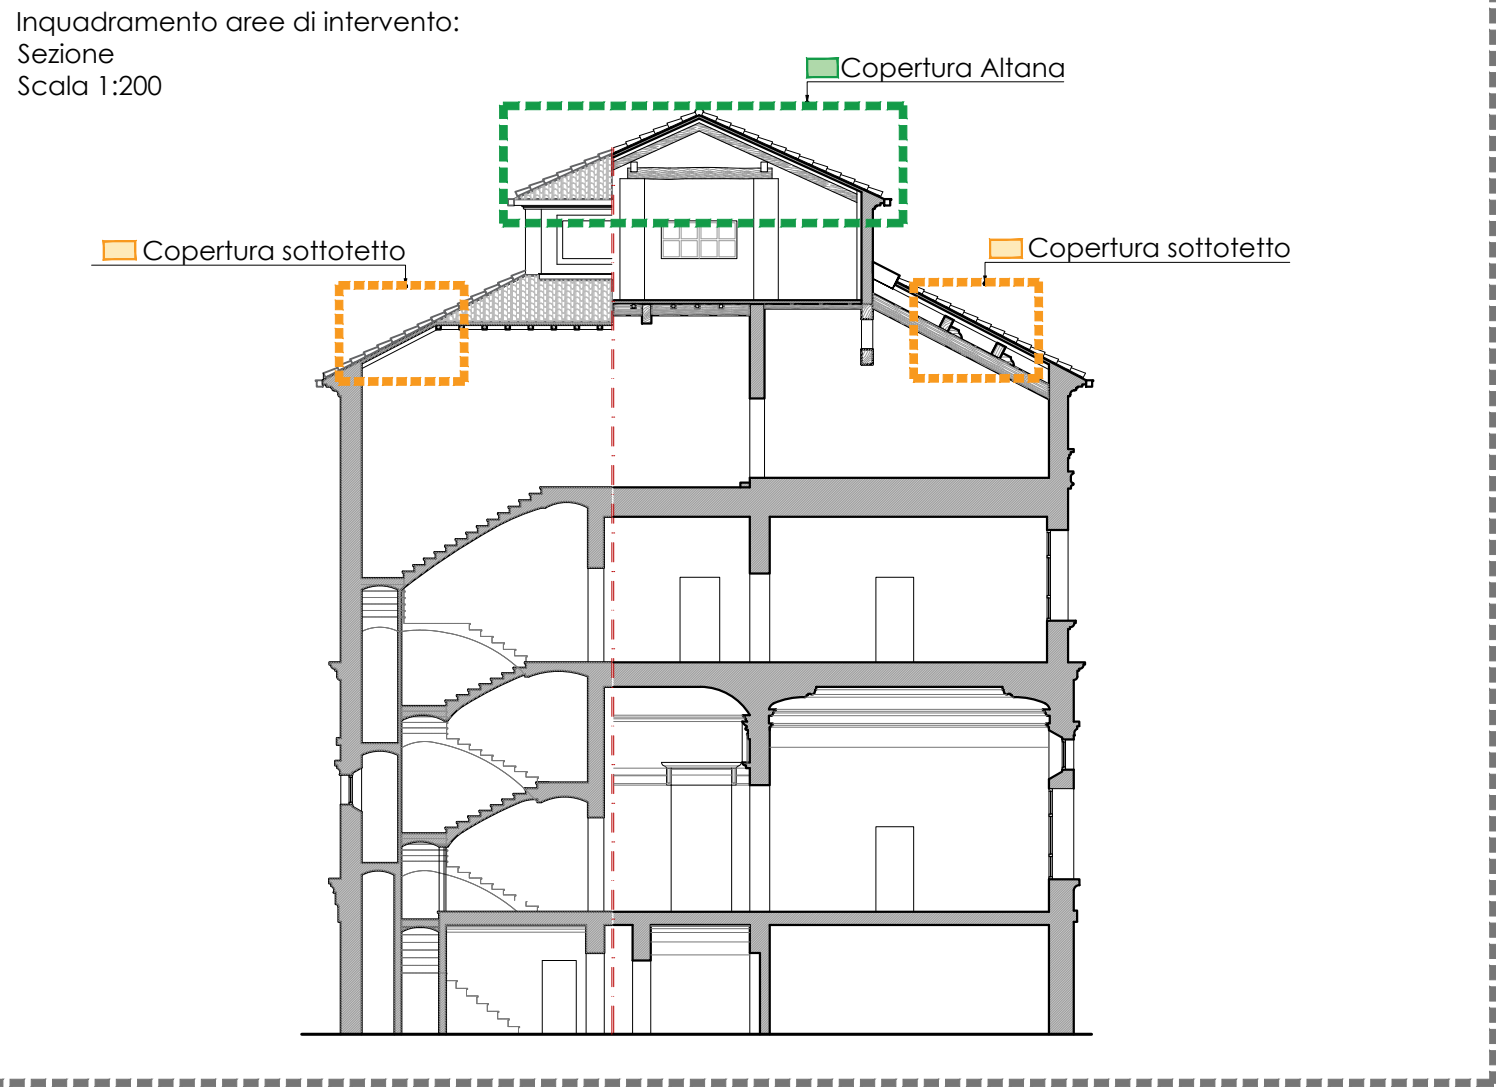 Inquadramento aree di intervento:
Sezione
Scala 1:200
Copertura Altana
Copertura sottotetto
Copertura sottotetto